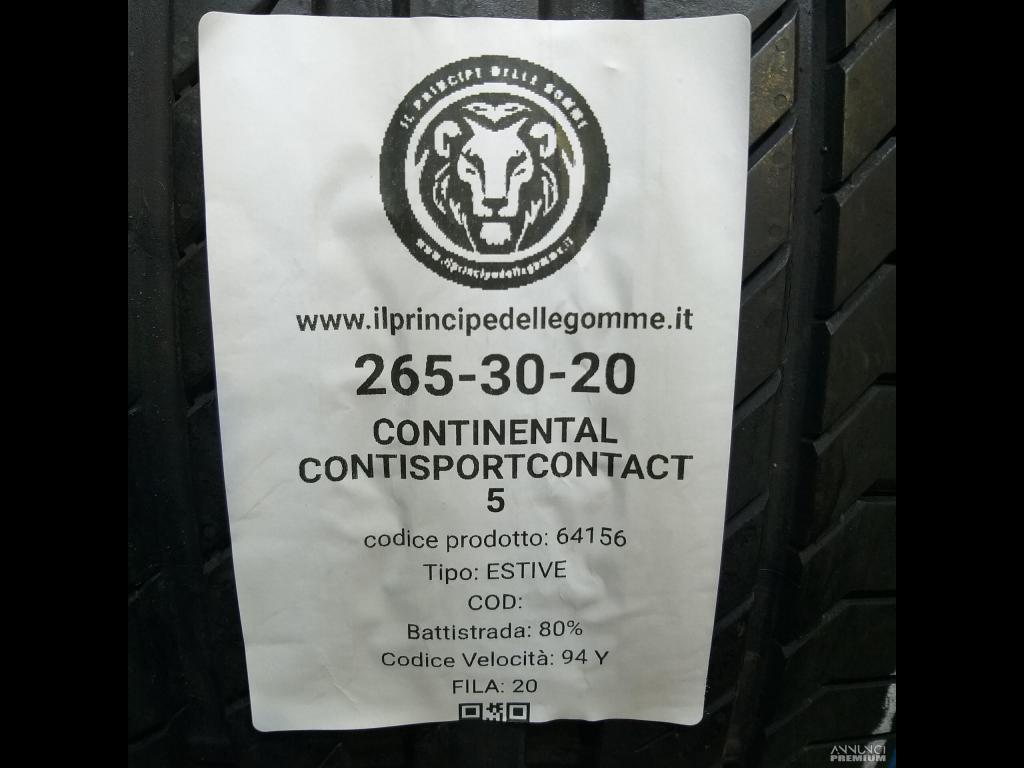 IL PRINCIPE DELLE GOMME
www.ilprincipedellegomme.it
www.ilprincipedellegomme.it
265-30-20
CONTINENTAL
CONTISPORTCONTACT
5
codice prodotto: 64156
Tipo: ESTIVE
COD:
Battistrada: 80%
Codice Velocità: 94 Y
FILA: 20
ANNUNCI
PREMIUM